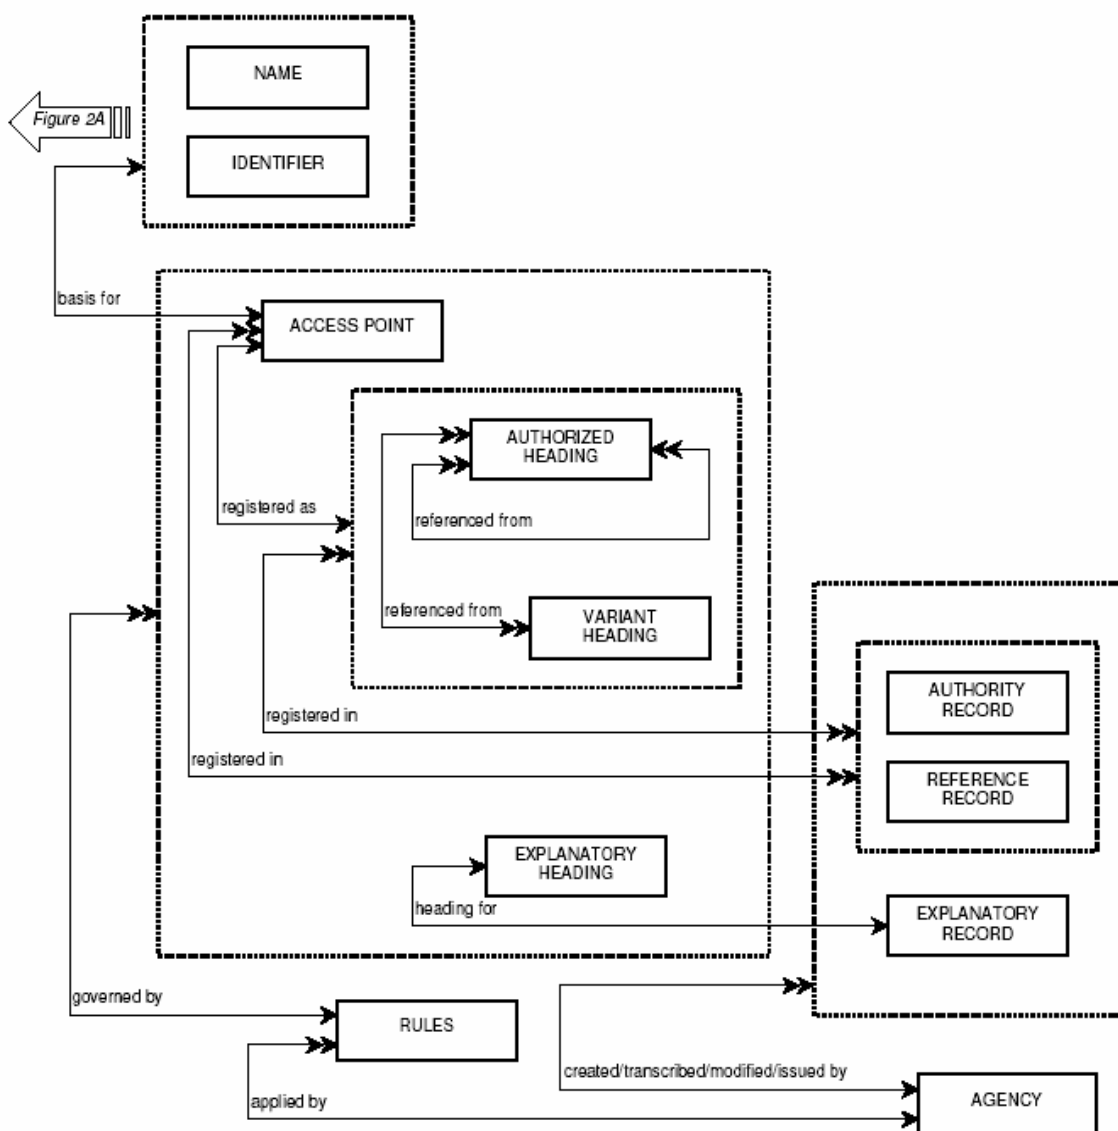 NAME
Figure 2A
IDENTIFIER
basis for
ACCESS POINT
AUTHORIZED
HEADING
registered as
referenced from
referenced from
VARIANT
HEADING
registered in
AUTHORITY
RECORD
registered in
REFERENCE
RECORD
EXPLANATORY
HEADING
heading for
EXPLANATORY
RECORD
governed by
RULES
created/transcribed/modified/issued by
applied by
AGENCY